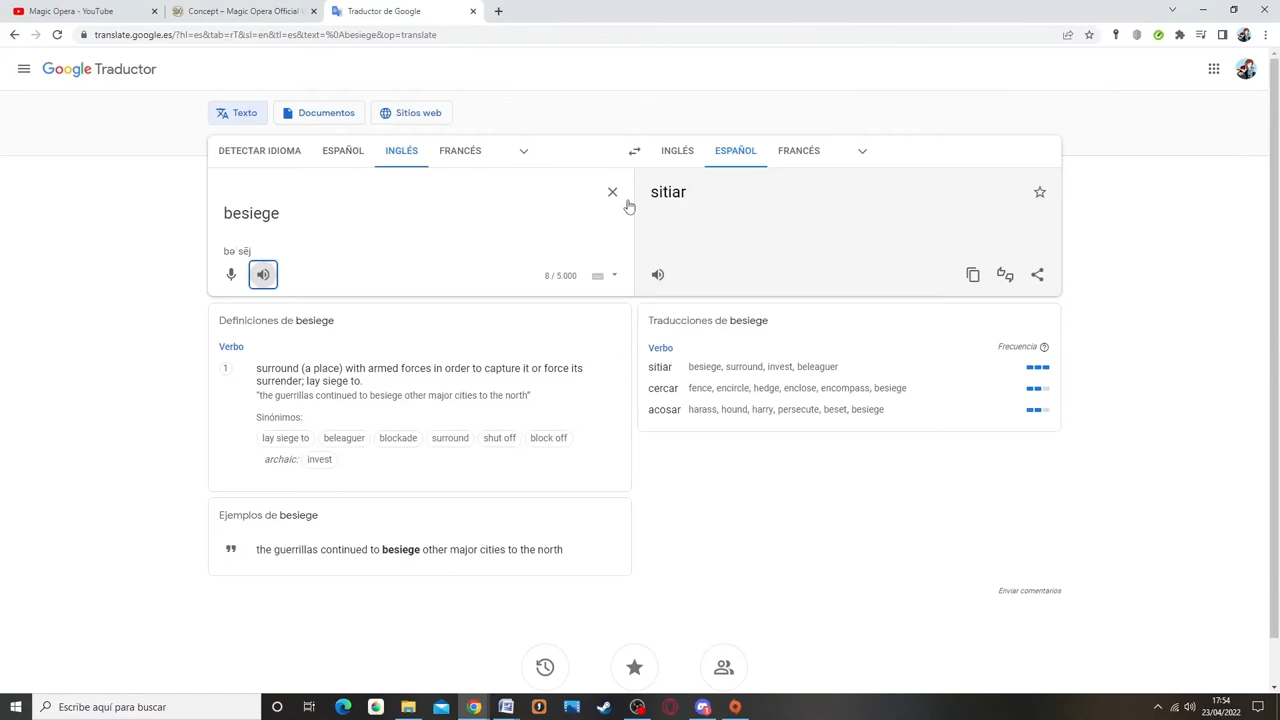 Magic Opera - YouTube
Concept – Magic Opera Official
Traductor de Google
translate.google.es/?hl=es&tab=rT&sl=en&tl=es&text=%0Abesiege&op=translate
Google Traductor
Texto
Documentos
Sitios web
DETECTAR IDIOMA
ESPAÑOL
INGLÉS
FRANCÉS
INGLÉS
ESPAÑOL
FRANCÉS
besiege
bə sēj
8 / 5.000
sitiar
Definiciones de besiege
Verbo
1
surround (a place) with armed forces in order to capture it or force its
surrender; lay siege to.
"the guerrillas continued to besiege other major cities to the north"
Sinónimos:
lay siege to
beleaguer
blockade
surround
shut off
block off
archaic: invest
Ejemplos de besiege
the guerrillas continued to besiege other major cities to the north
Traducciones de besiege
Verbo
Frecuencia
sitiar besiege, surround, invest, beleaguer
cercar fence, encircle, hedge, enclose, encompass, besiege
acosar harass, hound, harry, persecute, beset, besiege
Enviar comentarios
Escribe aquí para buscar
17:54
23/04/2022